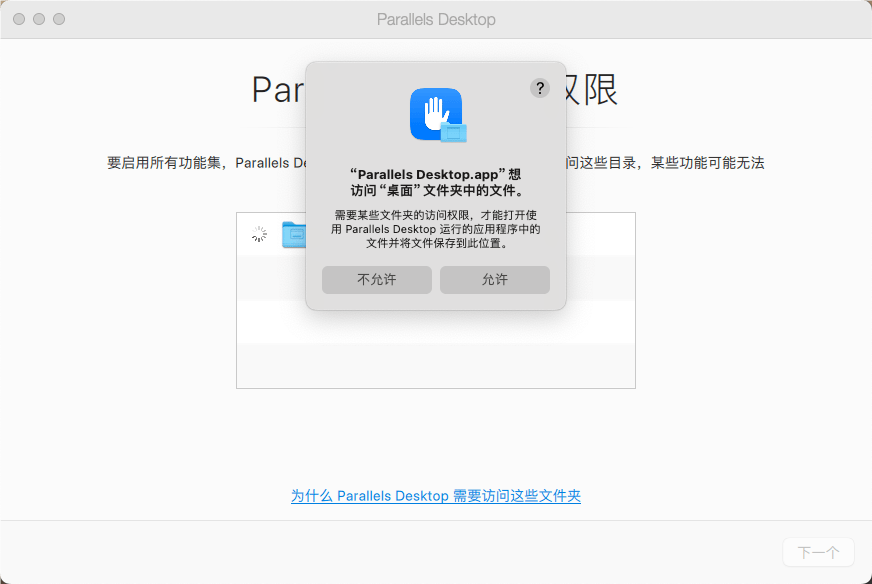 Parallels Desktop
Par 权限
要启用所有功能集，Parallels De 问这些目录，某些功能可能无法
?
“Parallels Desktop.app”想
访问“桌面”文件夹中的文件。
需要某些文件夹的访问权限，才能打开使
用 Parallels Desktop 运行的应用程序中的
文件并将文件保存到此位置。
不允许
允许
为什么 Parallels Desktop 需要访问这些文件夹
下一个